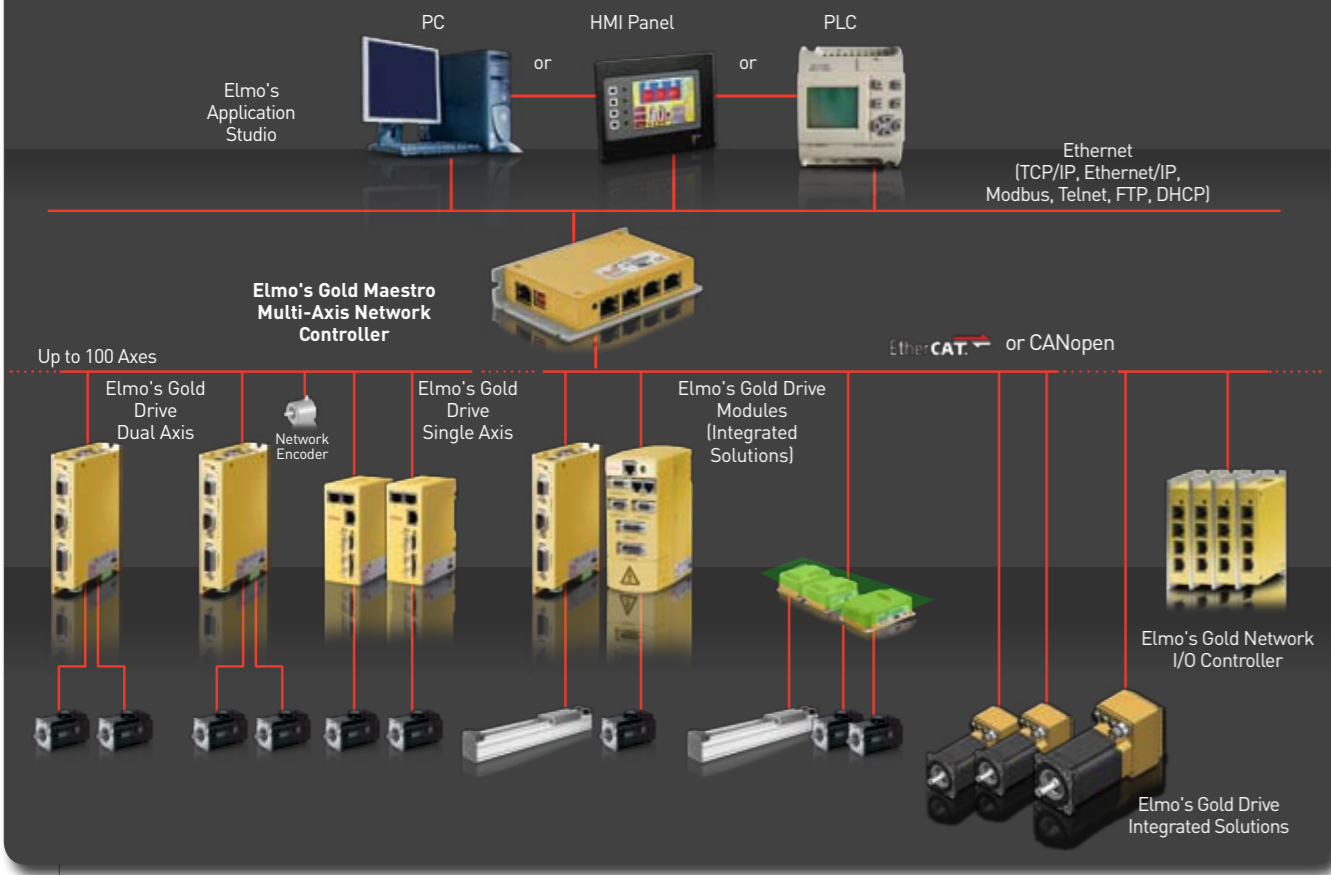 PC
or
HMI Panel
or
PLC
Elmo's
Application
Studio
Ethernet
(TCP/IP, Ethernet/IP,
Modbus, Telnet, FTP, DHCP)
Elmo's Gold Maestro
Multi-Axis Network
Controller
EtherCAT. or CANopen
Up to 100 Axes
Elmo's Gold
Drive
Dual Axis
Network
Encoder
Elmo's Gold
Drive
Single Axis
Elmo's Gold Drive
Modules
(Integrated
Solutions)
Elmo's Gold Network
I/O Controller
Elmo's Gold Drive
Integrated Solutions